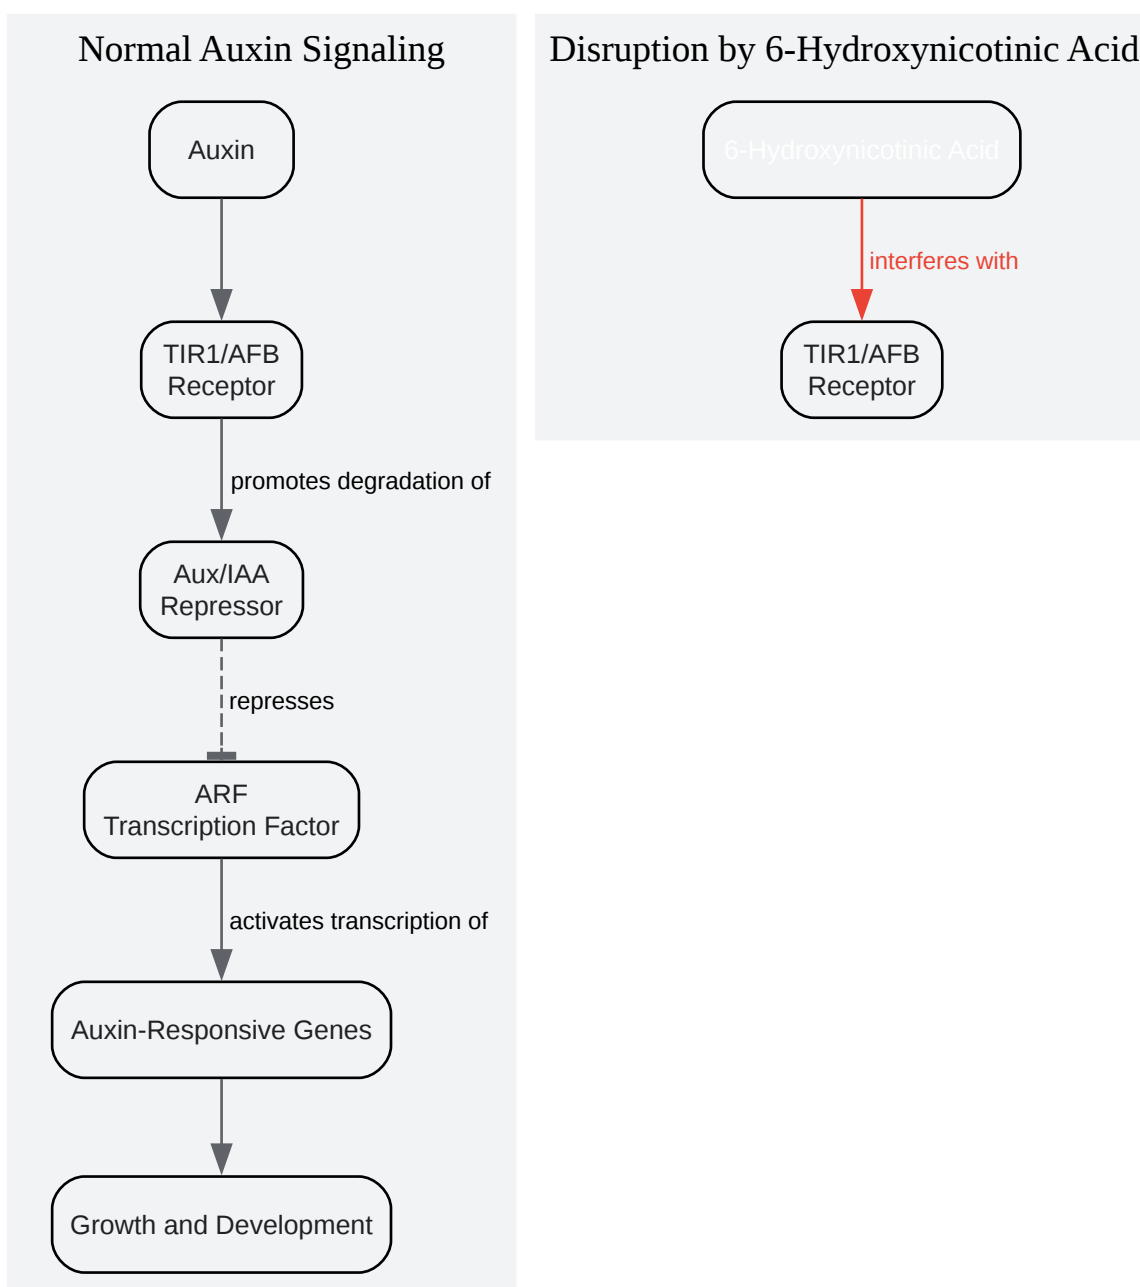 Normal Auxin Signaling
Auxin
TIR1/AFB
Receptor
promotes degradation of
Aux/IAA
Repressor
represses
ARF
Transcription Factor
activates transcription of
Auxin-Responsive Genes
Growth and Development
Disruption by 6-Hydroxynicotinic Acid
6-Hydroxynicotinic Acid
interferes with
TIR1/AFB
Receptor